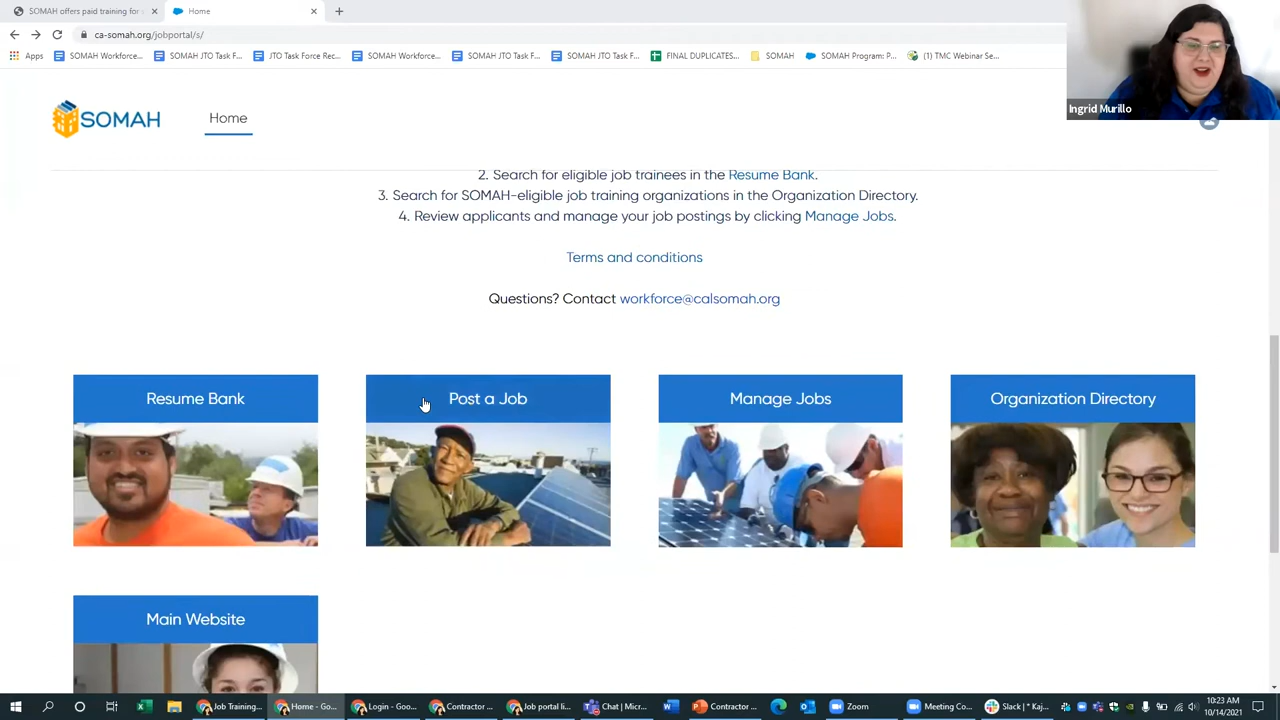 SOMAH offers paid training for
Home
ca-somah.org/jobportal/s/
Apps
SOMAH Workforce...
SOMAH JTO Task F...
JTO Task Force Rec...
SOMAH Workforce...
SOMAH JTO Task F...
SOMAH JTO Task F...
FINAL DUPLICATES...
SOMAH
SOMAH Program: P...
(1) TMC Webinar Se...
Ingrid Murillo
SOMAH
Home
2. Search for eligible job trainees in the Resume Bank.
3. Search for SOMAH-eligible job training organizations in the Organization Directory.
4. Review applicants and manage your job postings by clicking Manage Jobs.
Terms and conditions
Questions? Contact workforce@calsomah.org
Resume Bank
Post a Job
Manage Jobs
Organization Directory
Main Website
Job Training...
Home - Go...
Login - Goo...
Contractor ...
Job portal li...
Chat | Micr...
Contractor ...
Zoom
Meeting Co...
Slack | * Kaj...
10:23 AM
10/14/2021